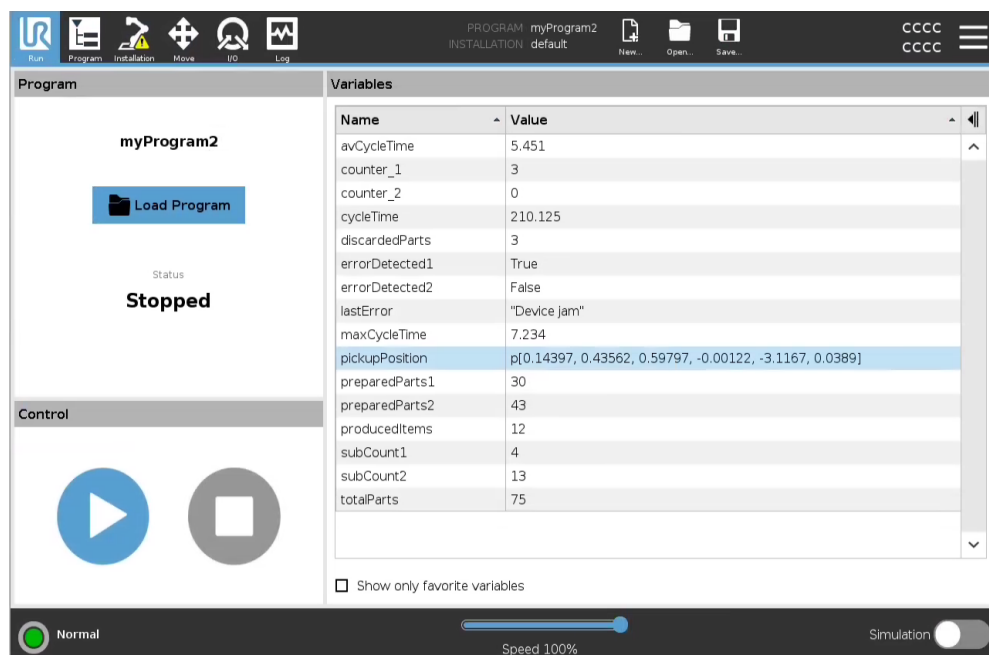 UR
PROGRAM myProgram2
INSTALLATION default
CCCC
CCCC
Run Program Installation Move I/O Log New... Open... Save...
Program
myProgram2
Load Program
Status
Stopped
Control
Variables
Name Value
avCycleTime 5.451
counter_1 3
counter_2 0
cycleTime 210.125
discardedParts 3
errorDetected1 True
errorDetected2 False
lastError "Device jam"
maxCycleTime 7.234
pickupPosition p[0.14397, 0.43562, 0.59797, -0.00122, -3.1167, 0.0389]
preparedParts1 30
preparedParts2 43
producedItems 12
subCount1 4
subCount2 13
totalParts 75
Show only favorite variables
Normal
Speed 100%
Simulation